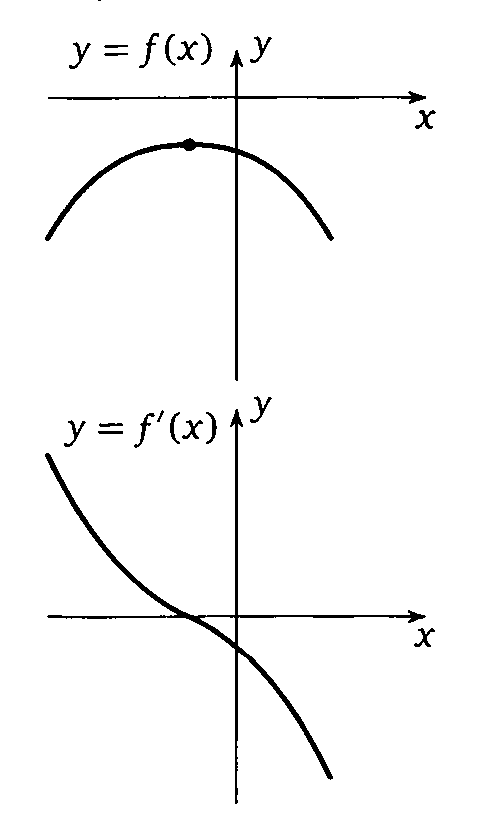 y = f(x)
y
x
y = f′(x)
y
x